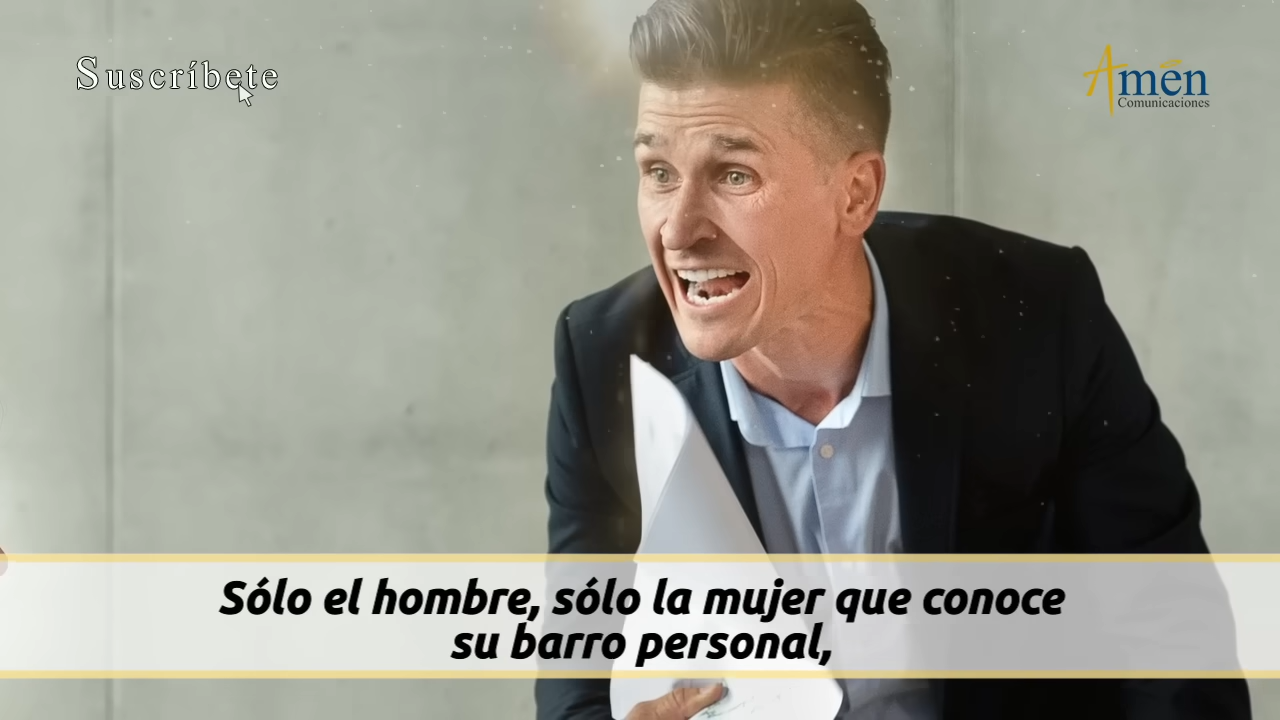 Suscríbete
Amén
Comunicaciones
Sólo el hombre, sólo la mujer que conoce
su barro personal,